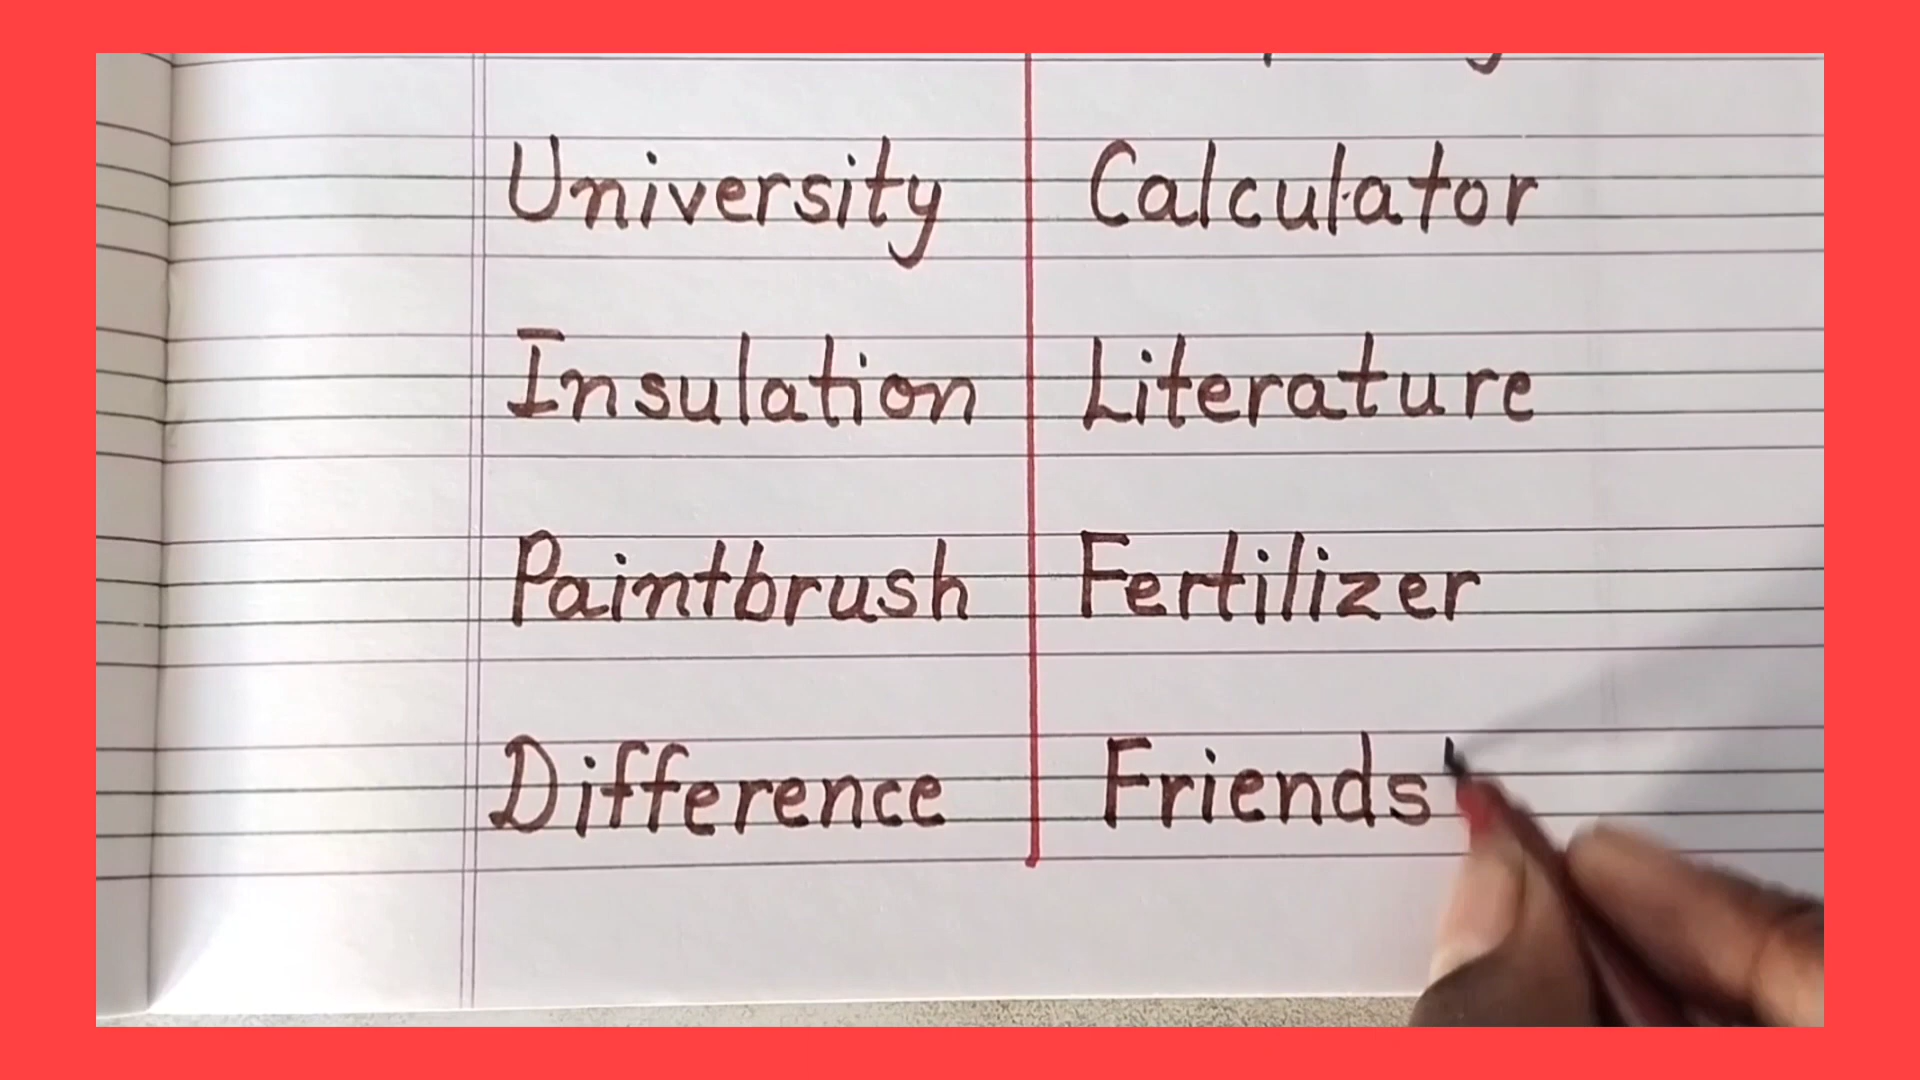 University Calculator
Insulation Literature
Paintbrush Fertilizer
Difference Friends